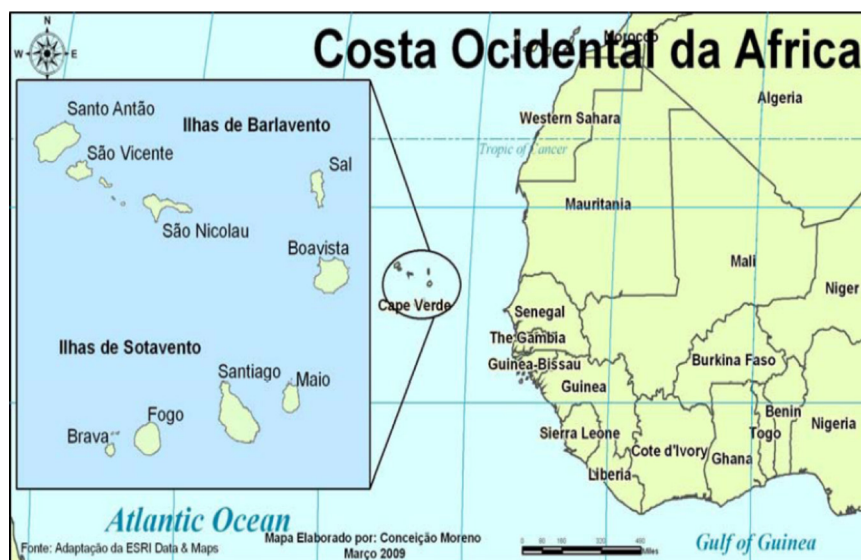 Costa Ocidental da Africa
N
W
E
S
Santo Antão
Ilhas de Barlavento
São Vicente
Sal
São Nicolau
Boavista
Ilhas de Sotavento
Santiago
Maio
Fogo
Brava
Cape Verde
Morocco
Algeria
Western Sahara
Tropic of Cancer
Mauritania
Mali
Niger
Senegal
The Gambia
Guinea-Bissau
Guinea
Burkina Faso
Benin
Nigeria
Togo
Sierra Leone
Cote d'Ivory
Ghana
Liberia
Atlantic Ocean
Gulf of Guinea
Mapa Elaborado por: Conceição Moreno
Março 2009
Fonte: Adaptação da ESRI Data & Maps
Miles